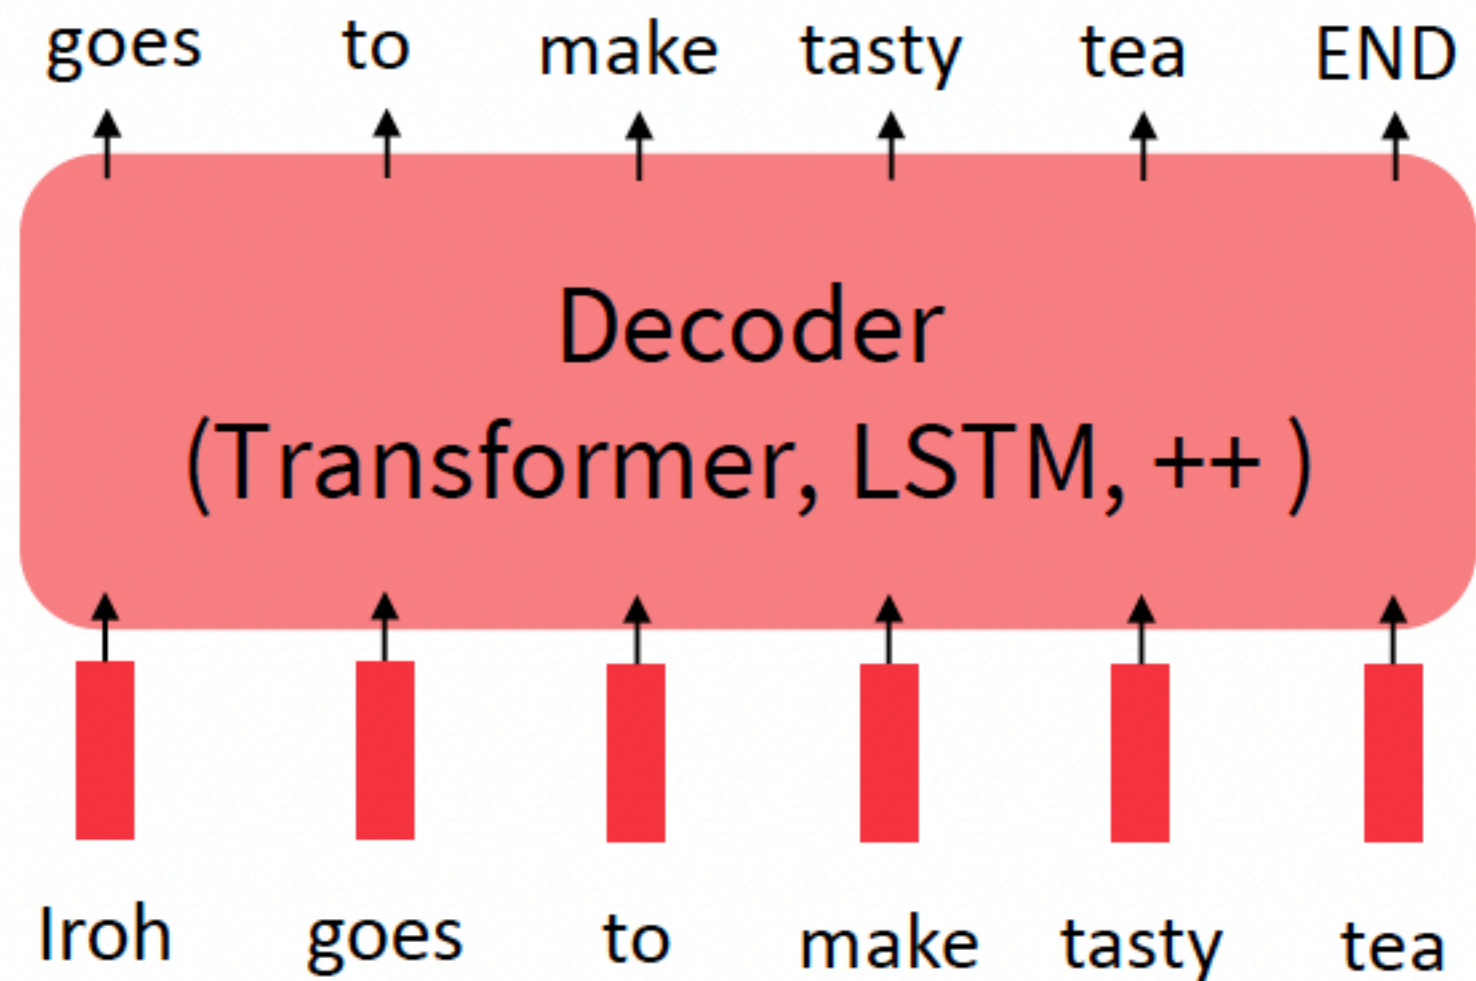 goes to make tasty tea END
Decoder
(Transformer, LSTM, ++ )
Iroh goes to make tasty tea